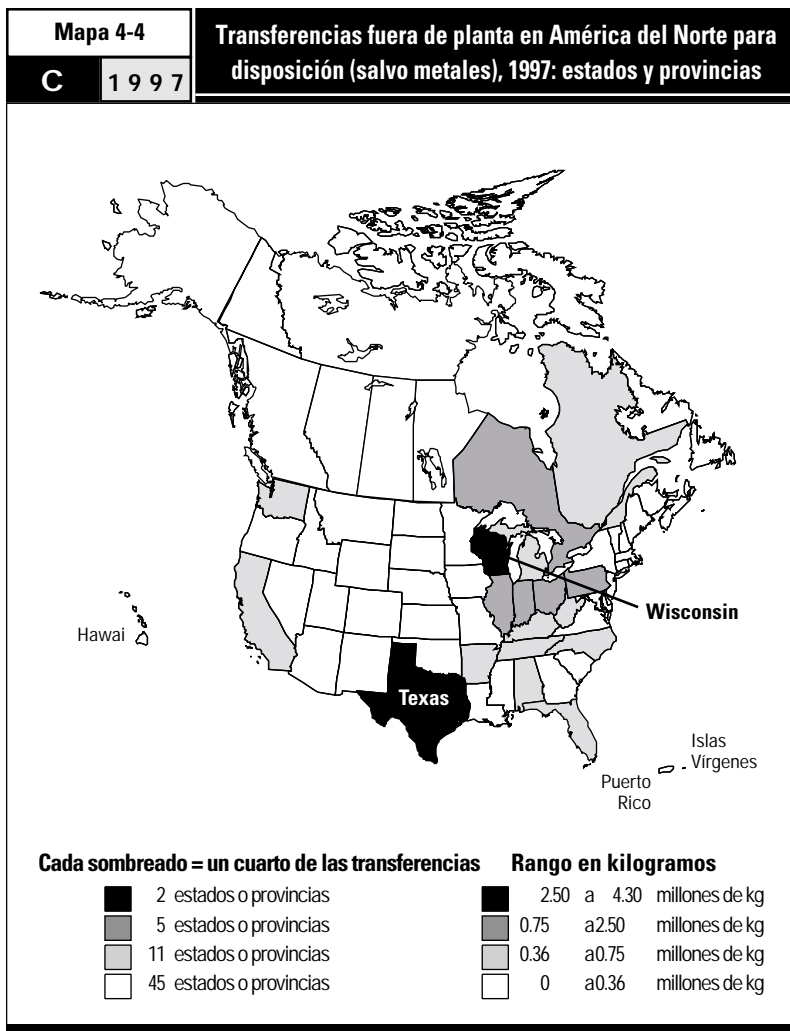 Mapa 4-4
C 1997
Transferencias fuera de planta en América del Norte para
disposición (salvo metales), 1997: estados y provincias
Wisconsin
Hawai
Texas
Islas
Vírgenes
Puerto
Rico
Cada sombreado = un cuarto de las transferencias
2 estados o provincias
5 estados o provincias
11 estados o provincias
45 estados o provincias
Rango en kilogramos
2.50 a 4.30 millones de kg
0.75 a2.50 millones de kg
0.36 a0.75 millones de kg
0 a0.36 millones de kg